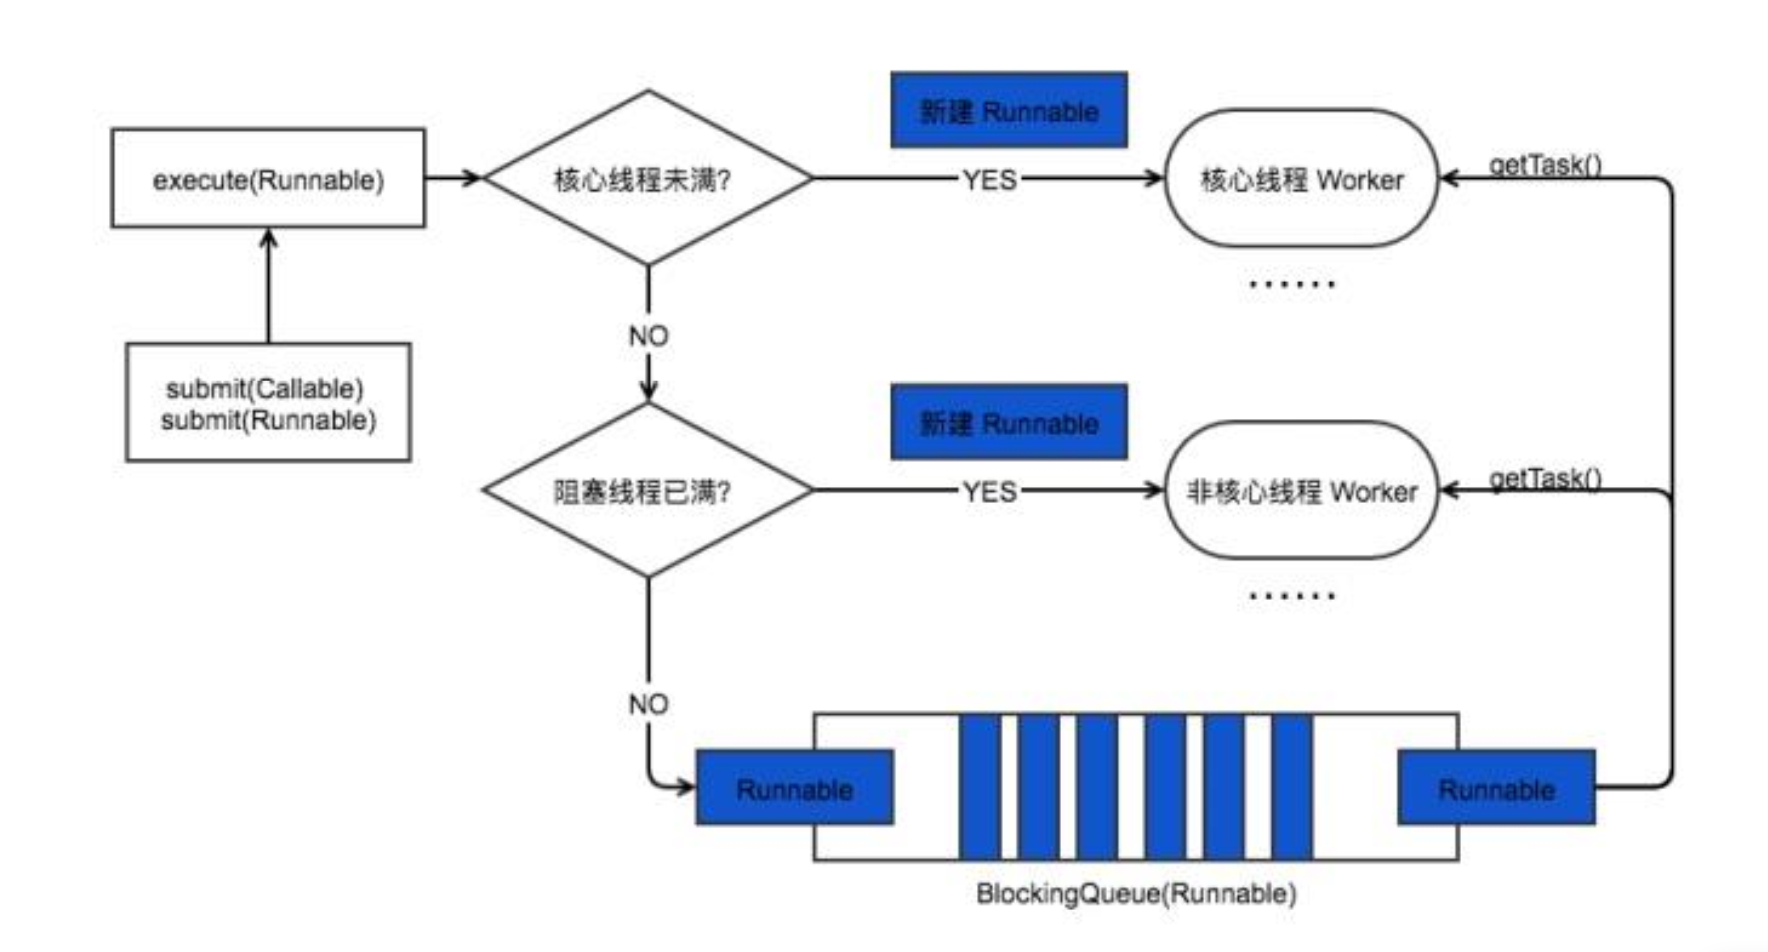 新建 Runnable
execute(Runnable)
核心线程未满?
YES
核心线程 Worker
getTask()
......
NO
submit(Callable)
submit(Runnable)
新建 Runnable
阻塞线程已满?
YES
非核心线程 Worker
getTask()
......
NO
Runnable
Runnable
BlockingQueue(Runnable)